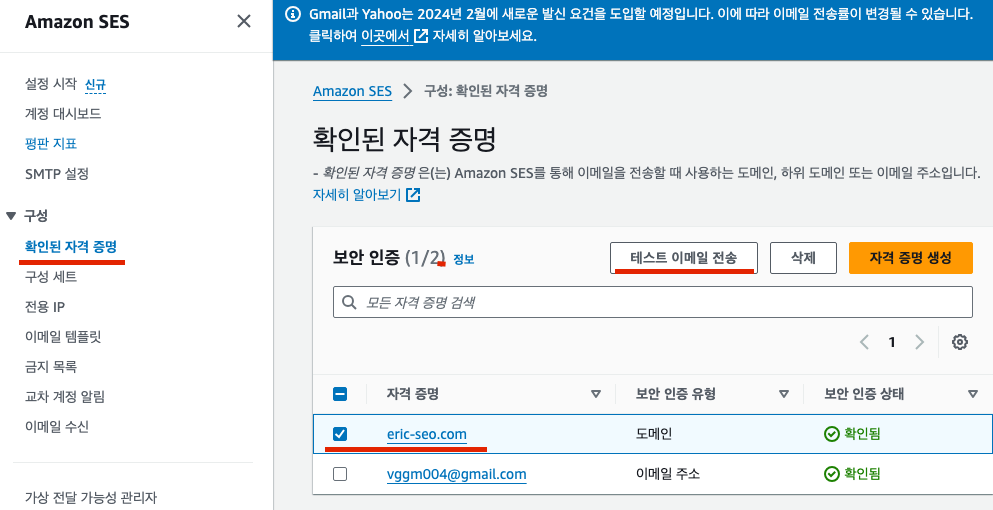 Amazon SES
설정 시작 신규
계정 대시보드
평판 지표
SMTP 설정
구성
확인된 자격 증명
구성 세트
전용 IP
이메일 템플릿
금지 목록
교차 계정 알림
이메일 수신
가상 전달 가능성 관리자
Gmail과 Yahoo는 2024년 2월에 새로운 발신 요건을 도입할 예정입니다. 이에 따라 이메일 전송률이 변경될 수 있습니다.
클릭하여 이곳에서 자세히 알아보세요.
Amazon SES > 구성: 확인된 자격 증명
확인된 자격 증명
- 확인된 자격 증명 은(는) Amazon SES를 통해 이메일을 전송할 때 사용하는 도메인, 하위 도메인 또는 이메일 주소입니다.
자세히 알아보기
보안 인증 (1/2) 정보 테스트 이메일 전송 삭제 자격 증명 생성
모든 자격 증명 검색
1
자격 증명 보안 인증 유형 보안 인증 상태
eric-seo.com 도메인 확인됨
vggm004@gmail.com 이메일 주소 확인됨